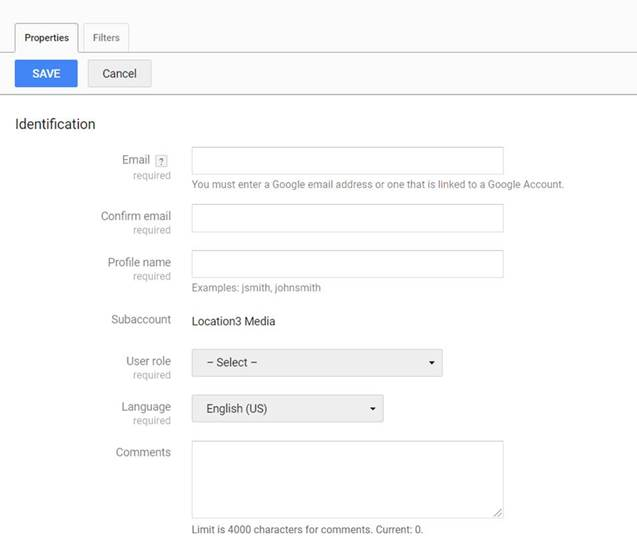 Properties
Filters
SAVE
Cancel
Identification
Email ?
required
You must enter a Google email address or one that is linked to a Google Account.
Confirm email
required
Profile name
required
Examples: jsmith, johnsmith
Subaccount
Location3 Media
User role
required
– Select –
Language
required
English (US)
Comments
Limit is 4000 characters for comments. Current: 0.